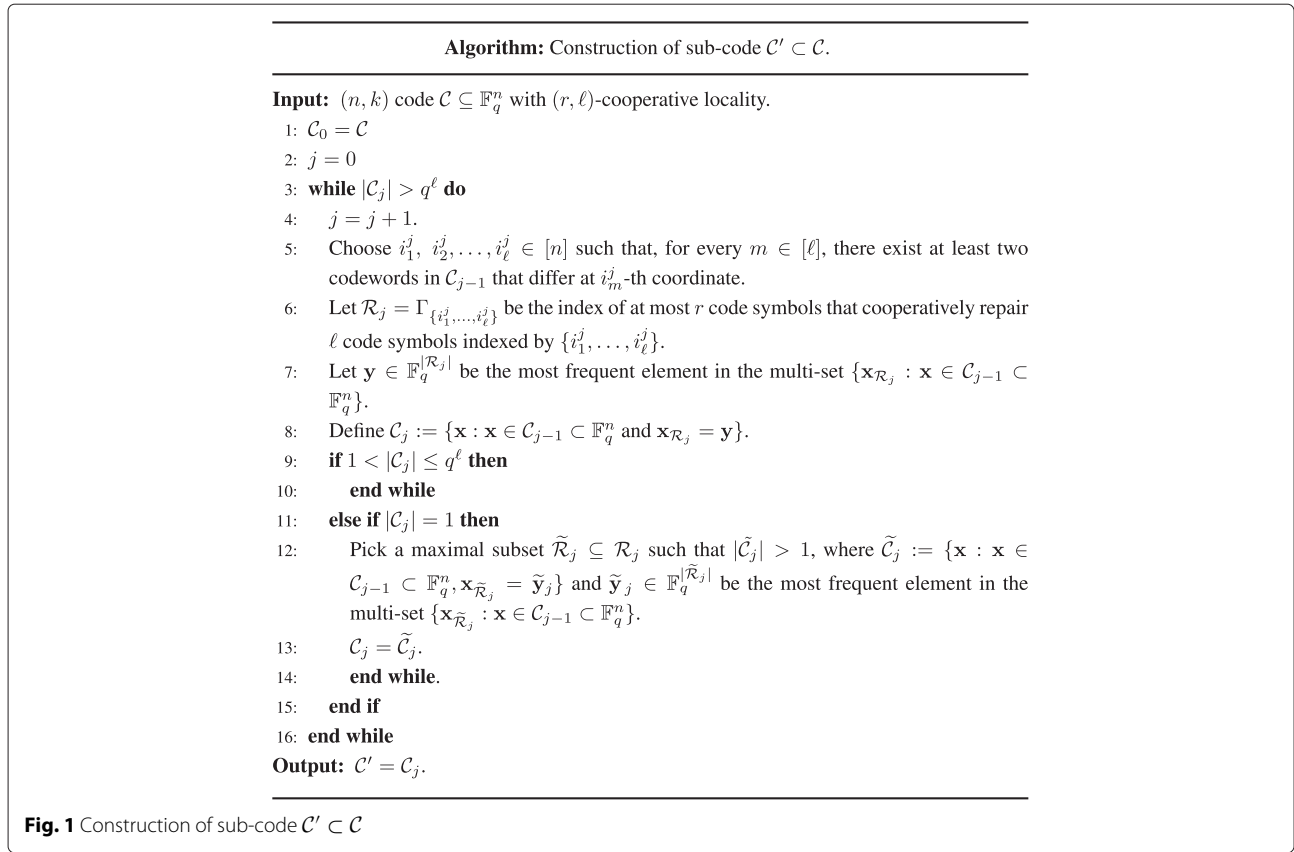 Algorithm: Construction of sub-code 𝒞′ ⊂ 𝒞.
Input: (n, k) code 𝒞 ⊆ 𝔽_q^n with (r, ℓ)-cooperative locality.
1: 𝒞_0 = 𝒞
2: j = 0
3: while |𝒞_j| > q^ℓ do
4: j = j + 1.
5: Choose i_1^j, i_2^j, . . . , i_ℓ^j ∈ [n] such that, for every m ∈ [ℓ], there exist at least two
codewords in 𝒞_{j−1} that differ at i_m^j-th coordinate.
6: Let ℛ_j = Γ_{{i_1^j,...,i_ℓ^j}} be the index of at most r code symbols that cooperatively repair
ℓ code symbols indexed by {i_1^j, . . . , i_ℓ^j}.
7: Let y ∈ 𝔽_q^{|ℛ_j|} be the most frequent element in the multi-set {x_{ℛ_j} : x ∈ 𝒞_{j−1} ⊂
𝔽_q^n}.
8: Define 𝒞_j := {x : x ∈ 𝒞_{j−1} ⊂ 𝔽_q^n and x_{ℛ_j} = y}.
9: if 1 < |𝒞_j| ≤ q^ℓ then
10: end while
11: else if |𝒞_j| = 1 then
12: Pick a maximal subset ℛ̃_j ⊆ ℛ_j such that |𝒞̃_j| > 1, where 𝒞̃_j := {x : x ∈
𝒞_{j−1} ⊂ 𝔽_q^n, x_{ℛ̃_j} = ỹ_j} and ỹ_j ∈ 𝔽_q^{|ℛ̃_j|} be the most frequent element in the
multi-set {x_{ℛ̃_j} : x ∈ 𝒞_{j−1} ⊂ 𝔽_q^n}.
13: 𝒞_j = 𝒞̃_j.
14: end while.
15: end if
16: end while
Output: 𝒞′ = 𝒞_j.
Fig. 1 Construction of sub-code 𝒞′ ⊂ 𝒞